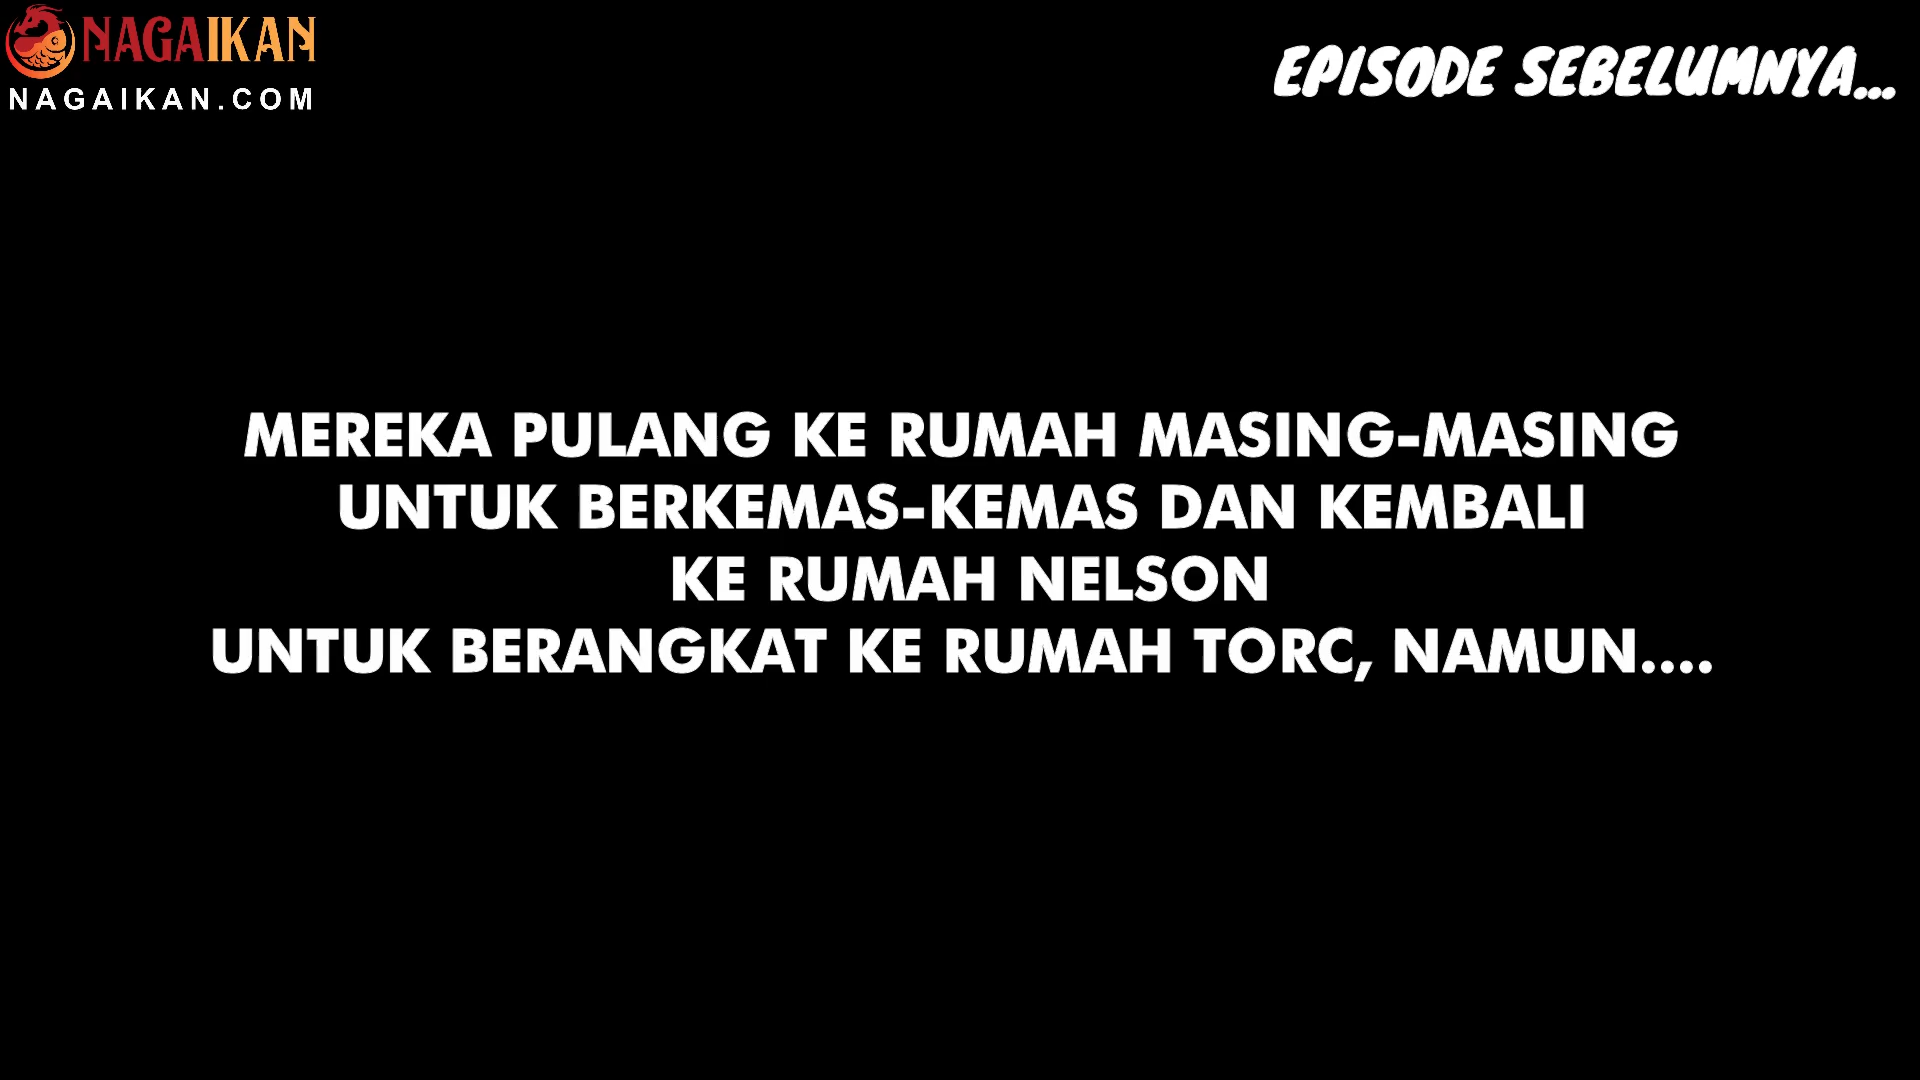 NAGAIKAN
NAGAIKAN.COM
EPISODE SEBELUMNYA...
MEREKA PULANG KE RUMAH MASING-MASING
UNTUK BERKEMAS-KEMAS DAN KEMBALI
KE RUMAH NELSON
UNTUK BERANGKAT KE RUMAH TORC, NAMUN....